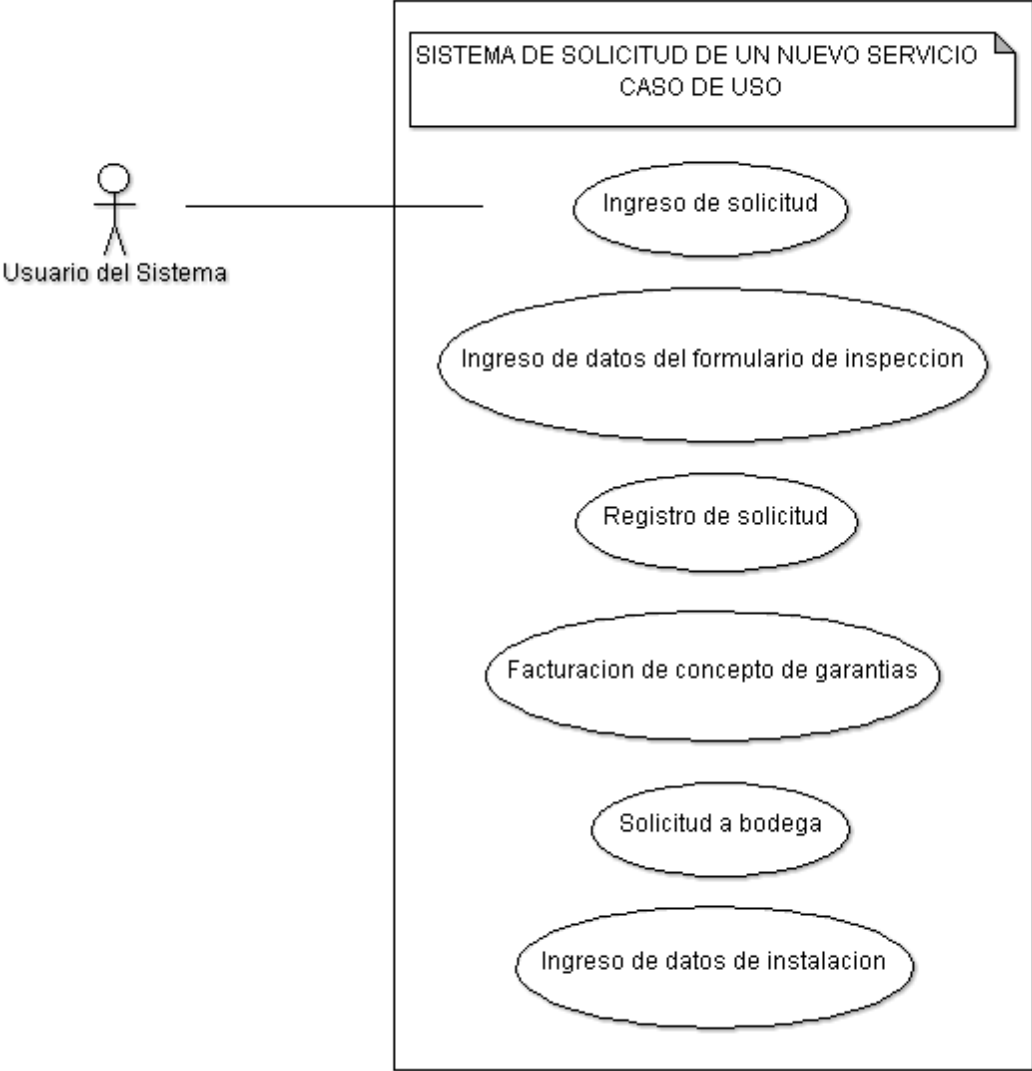 SISTEMA DE SOLICITUD DE UN NUEVO SERVICIO
CASO DE USO
Usuario del Sistema
Ingreso de solicitud
Ingreso de datos del formulario de inspeccion
Registro de solicitud
Facturacion de concepto de garantias
Solicitud a bodega
Ingreso de datos de instalacion